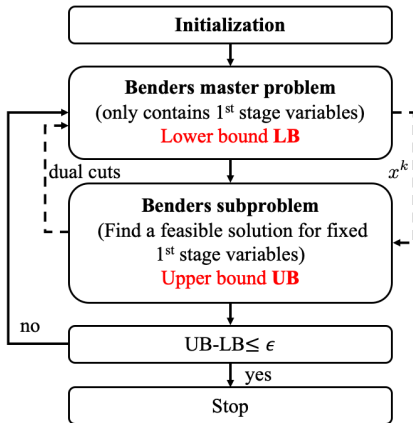 Initialization
Benders master problem
(only contains 1st stage variables)
Lower bound LB
dual cuts
x^k
Benders subproblem
(Find a feasible solution for fixed
1st stage variables)
Upper bound UB
no
UB-LB≤ ϵ
yes
Stop